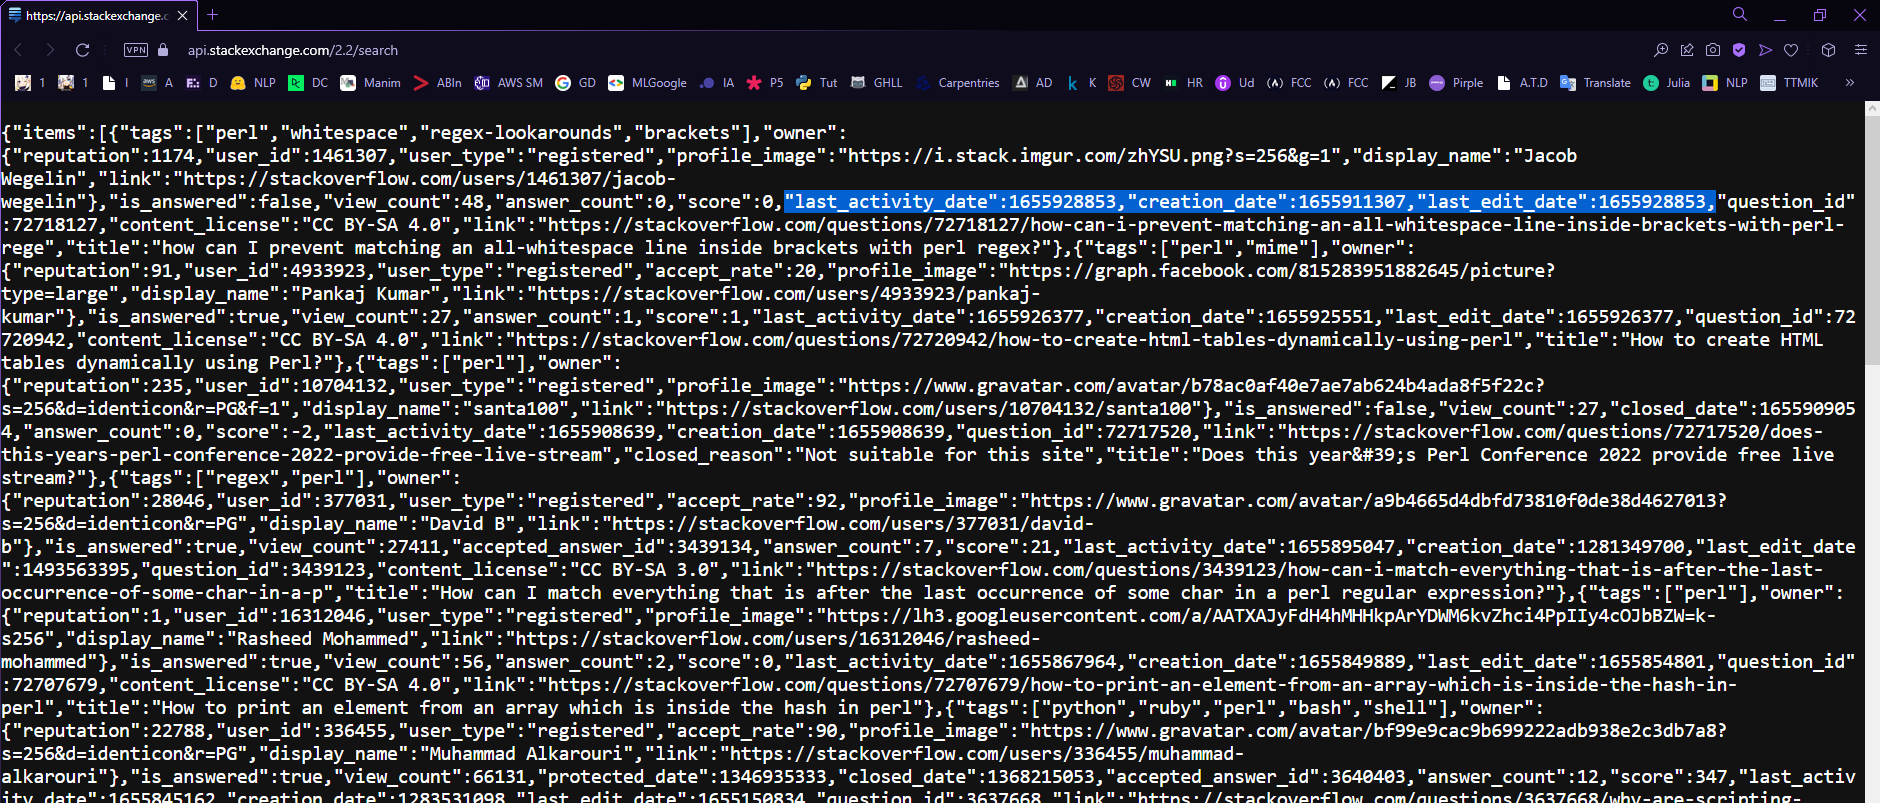 https://api.stackexchange.c
VPN
api.stackexchange.com/2.2/search
1 1 I A D NLP DC Manim ABIn AWS SM GD MLGoogle IA P5 Tut GHLL Carpentries AD K CW HR Ud FCC FCC JB Pirple A.T.D Translate Julia NLP TTMIK
{"items":[{"tags":["perl","whitespace","regex-lookarounds","brackets"],"owner":
{"reputation":1174,"user_id":1461307,"user_type":"registered","profile_image":"https://i.stack.imgur.com/zhYSU.png?s=256&g=1","display_name":"Jacob
Wegelin","link":"https://stackoverflow.com/users/1461307/jacob-
wegelin"},"is_answered":false,"view_count":48,"answer_count":0,"score":0,"last_activity_date":1655928853,"creation_date":1655911307,"last_edit_date":1655928853,"question_id"
:72718127,"content_license":"CC BY-SA 4.0","link":"https://stackoverflow.com/questions/72718127/how-can-i-prevent-matching-an-all-whitespace-line-inside-brackets-with-perl-
rege","title":"how can I prevent matching an all-whitespace line inside brackets with perl regex?"},{"tags":["perl","mime"],"owner":
{"reputation":91,"user_id":4933923,"user_type":"registered","accept_rate":20,"profile_image":"https://graph.facebook.com/815283951882645/picture?
type=large","display_name":"Pankaj Kumar","link":"https://stackoverflow.com/users/4933923/pankaj-
kumar"},"is_answered":true,"view_count":27,"answer_count":1,"score":1,"last_activity_date":1655926377,"creation_date":1655925551,"last_edit_date":1655926377,"question_id":72
720942,"content_license":"CC BY-SA 4.0","link":"https://stackoverflow.com/questions/72720942/how-to-create-html-tables-dynamically-using-perl","title":"How to create HTML
tables dynamically using Perl?"},{"tags":["perl"],"owner":
{"reputation":235,"user_id":10704132,"user_type":"registered","profile_image":"https://www.gravatar.com/avatar/b78ac0af40e7ae7ab624b4ada8f5f22c?
s=256&d=identicon&r=PG&f=1","display_name":"santa100","link":"https://stackoverflow.com/users/10704132/santa100"},"is_answered":false,"view_count":27,"closed_date":165590905
4,"answer_count":0,"score":-2,"last_activity_date":1655908639,"creation_date":1655908639,"question_id":72717520,"link":"https://stackoverflow.com/questions/72717520/does-
this-years-perl-conference-2022-provide-free-live-stream","closed_reason":"Not suitable for this site","title":"Does this year&#39;s Perl Conference 2022 provide free live
stream?"},{"tags":["regex","perl"],"owner":
{"reputation":28046,"user_id":377031,"user_type":"registered","accept_rate":92,"profile_image":"https://www.gravatar.com/avatar/a9b4665d4dbfd73810f0de38d4627013?
s=256&d=identicon&r=PG","display_name":"David B","link":"https://stackoverflow.com/users/377031/david-
b"},"is_answered":true,"view_count":27411,"accepted_answer_id":3439134,"answer_count":7,"score":21,"last_activity_date":1655895047,"creation_date":1281349700,"last_edit_date"
:1493563395,"question_id":3439123,"content_license":"CC BY-SA 3.0","link":"https://stackoverflow.com/questions/3439123/how-can-i-match-everything-that-is-after-the-last-
occurrence-of-some-char-in-a-p","title":"How can I match everything that is after the last occurrence of some char in a perl regular expression?"},{"tags":["perl"],"owner":
{"reputation":1,"user_id":16312046,"user_type":"registered","profile_image":"https://lh3.googleusercontent.com/a/AATXAJyFdH4hMHHkpArYDWM6kvZhci4PpIIy4cOJbBZW=k-
s256","display_name":"Rasheed Mohammed","link":"https://stackoverflow.com/users/16312046/rasheed-
mohammed"},"is_answered":true,"view_count":56,"answer_count":2,"score":0,"last_activity_date":1655867964,"creation_date":1655849889,"last_edit_date":1655854801,"question_id"
:72707679,"content_license":"CC BY-SA 4.0","link":"https://stackoverflow.com/questions/72707679/how-to-print-an-element-from-an-array-which-is-inside-the-hash-in-
perl","title":"How to print an element from an array which is inside the hash in perl"},{"tags":["python","ruby","perl","bash","shell"],"owner":
{"reputation":22788,"user_id":336455,"user_type":"registered","accept_rate":90,"profile_image":"https://www.gravatar.com/avatar/bf99e9cac9b699222adb938e2c3db7a8?
s=256&d=identicon&r=PG","display_name":"Muhammad Alkarouri","link":"https://stackoverflow.com/users/336455/muhammad-
alkarouri"},"is_answered":true,"view_count":66131,"protected_date":1346935333,"closed_date":1368215053,"accepted_answer_id":3640403,"answer_count":12,"score":347,"last_activ
ity_date":1655845162,"creation_date":1283531098,"last_edit_date":1655150834,"question_id":3637668,"link":"https://stackoverflow.com/questions/3637668/why-are-scripting-